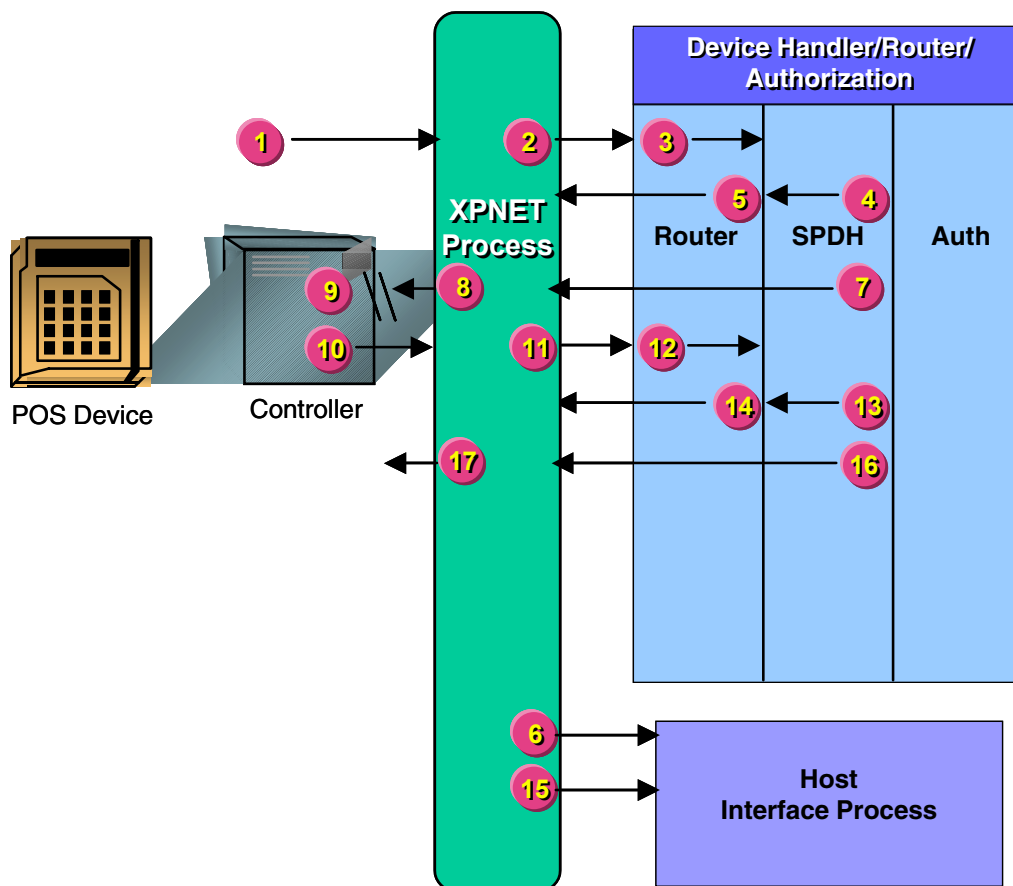 Device Handler/Router/
Authorization
1
2
3
5
4
XPNET
Process
Router
SPDH
Auth
9
8
7
10
11
12
POS Device
Controller
14
13
17
16
6
15
Host
Interface Process